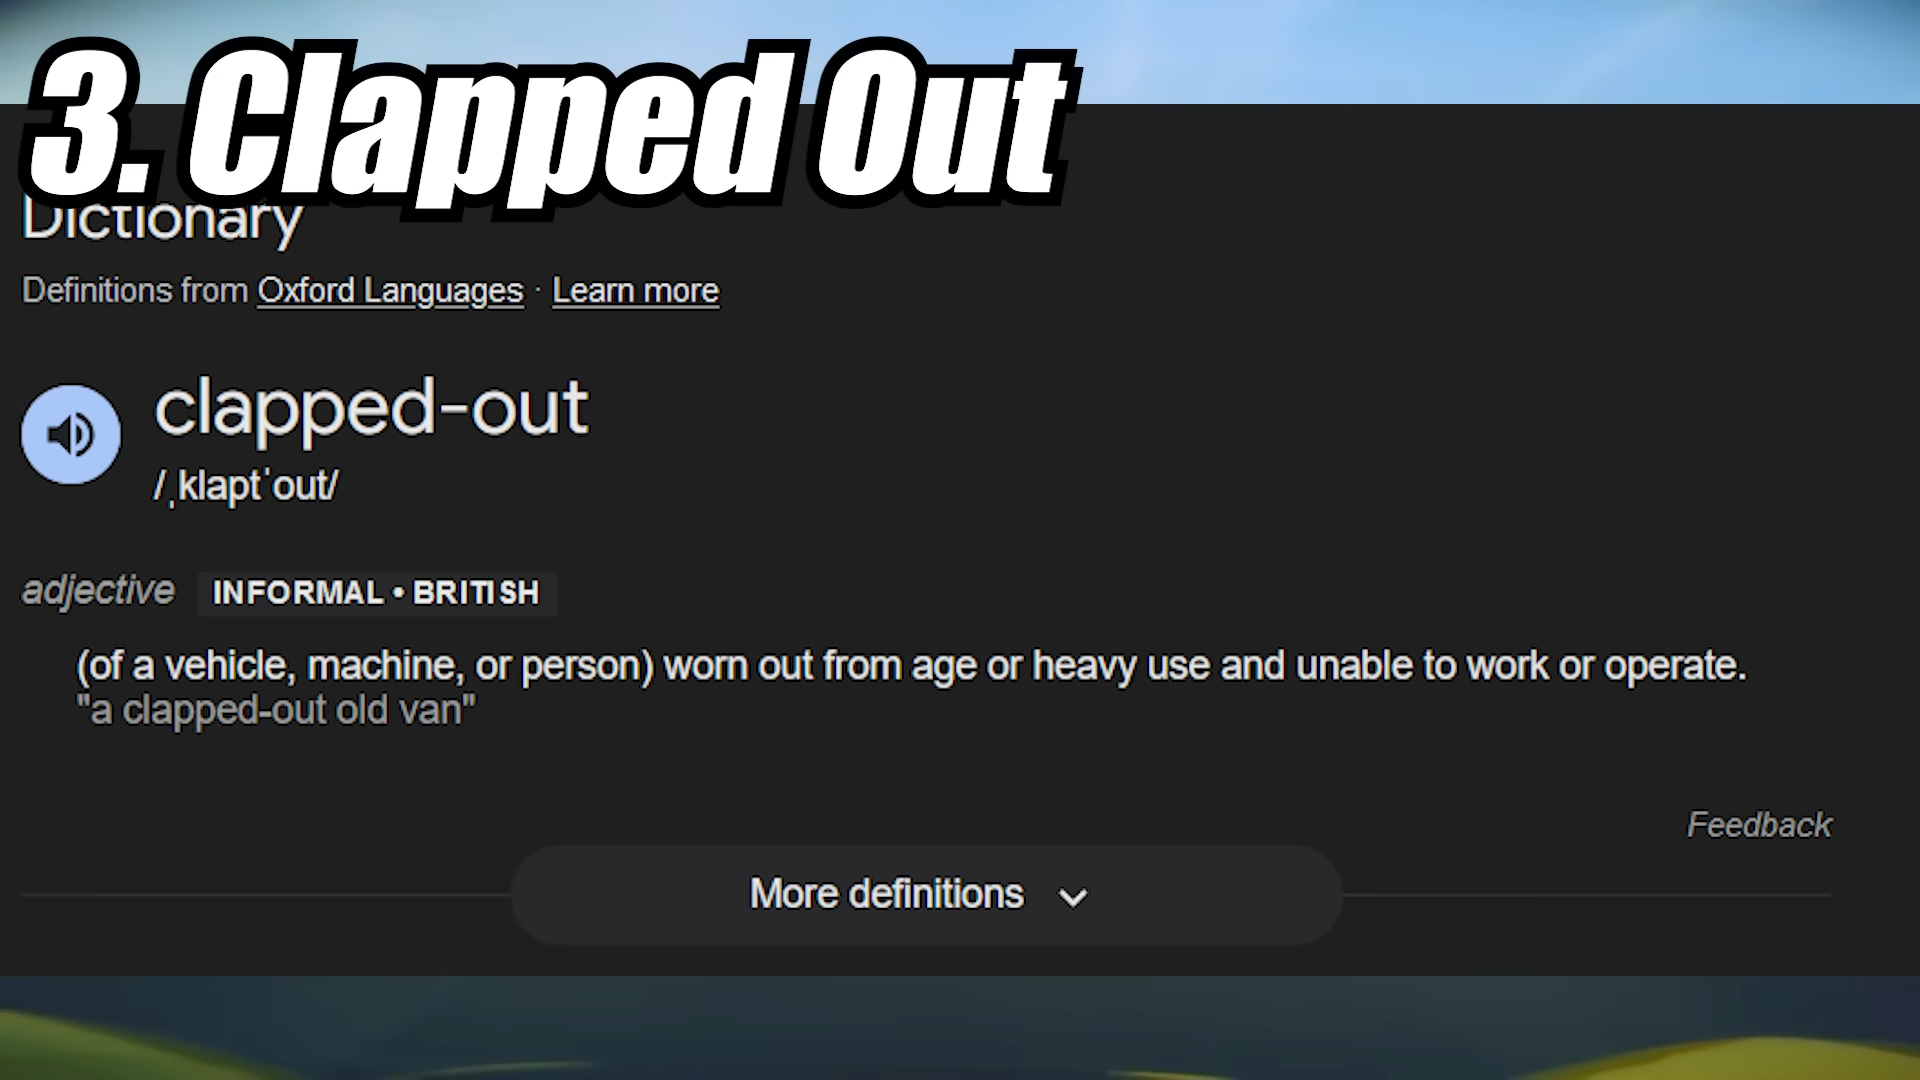 3. Clapped Out
Dictionary
Definitions from Oxford Languages · Learn more
clapped-out
/ˌklaptˈout/
adjective INFORMAL • BRITISH
(of a vehicle, machine, or person) worn out from age or heavy use and unable to work or operate.
"a clapped-out old van"
Feedback
More definitions